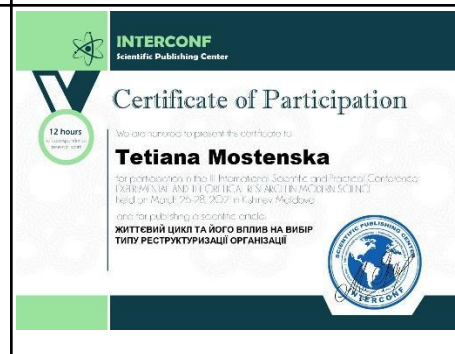 INTERCONF
Scientific Publishing Center
Certificate of Participation
12 hours
We are honored to present this certificate to
Tetiana Mostenska
for participation in the III International Scientific and Practical Conference
EXPERIMENTAL AND THEORETICAL RESEARCH IN MODERN SCIENCE
held on March 26-28, 2021 in Kishinev, Moldova
and for publishing a scientific article:
ЖИТТЄВИЙ ЦИКЛ ТА ЙОГО ВПЛИВ НА ВИБІР
ТИПУ РЕСТРУКТУРИЗАЦІЇ ОРГАНІЗАЦІЇ
SCIENTIFIC PUBLISHING CENTER
INTERCONF